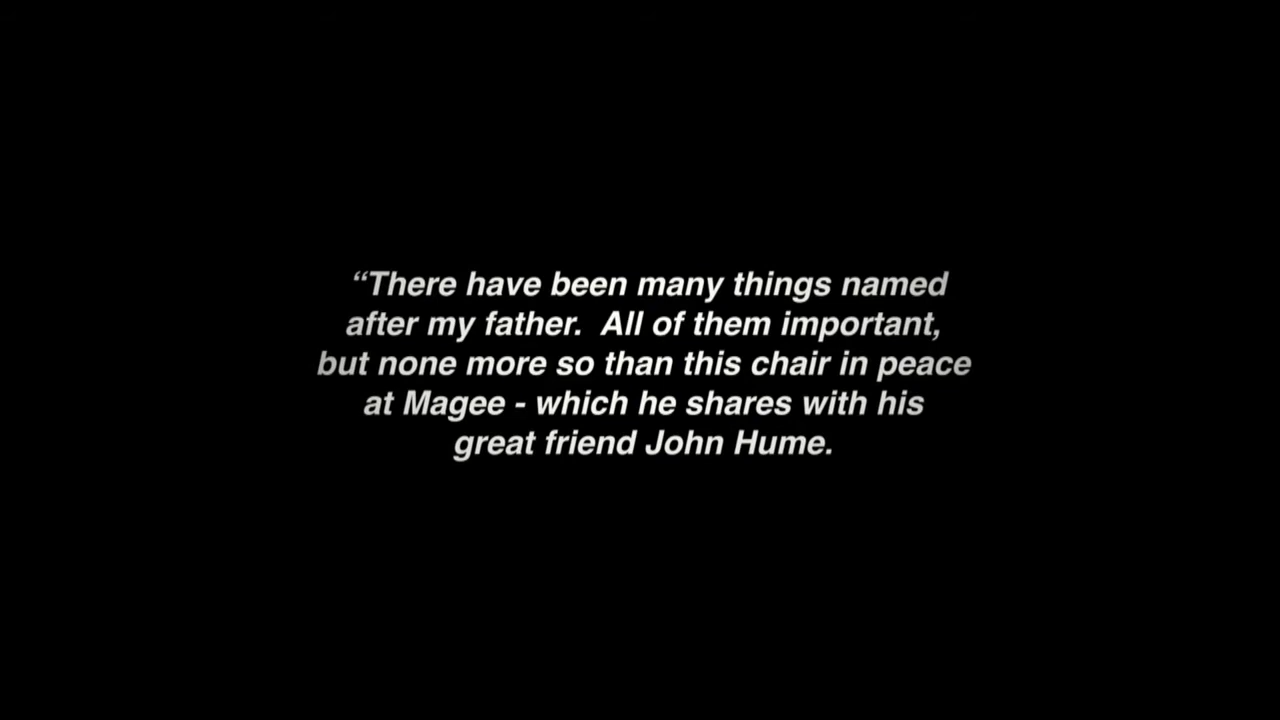 “There have been many things named
after my father.  All of them important,
but none more so than this chair in peace
at Magee - which he shares with his
great friend John Hume.